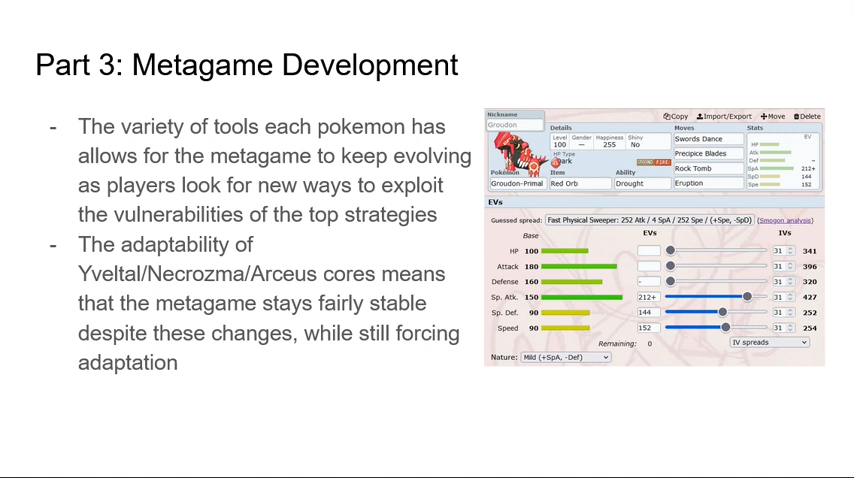 Part 3: Metagame Development
- The variety of tools each pokemon has
allows for the metagame to keep evolving
as players look for new ways to exploit
the vulnerabilities of the top strategies
- The adaptability of
Yveltal/Necrozma/Arceus cores means
that the metagame stays fairly stable
despite these changes, while still forcing
adaptation
Nickname
Groudon
Copy Import/Export Move Delete
Details
Level Gender Happiness Shiny
100 — 255 No
HP Type
Dark
GROUND FIRE
Pokémon Item Ability
Groudon-Primal Red Orb Drought
Moves
Swords Dance
Precipice Blades
Rock Tomb
Eruption
Stats
EV
HP
Atk
Def –
SpA 212+
SpD 144
Spe 152
EVs
Guessed spread: Fast Physical Sweeper: 252 Atk / 4 SpA / 252 Spe / (+Spe, -SpD) (Smogon analysis)
Base EVs IVs
HP 100 31 341
Attack 180 31 396
Defense 160 - 31 320
Sp. Atk. 150 212+ 31 427
Sp. Def. 90 144 31 252
Speed 90 152 31 254
Remaining: 0 IV spreads
Nature: Mild (+SpA, -Def)